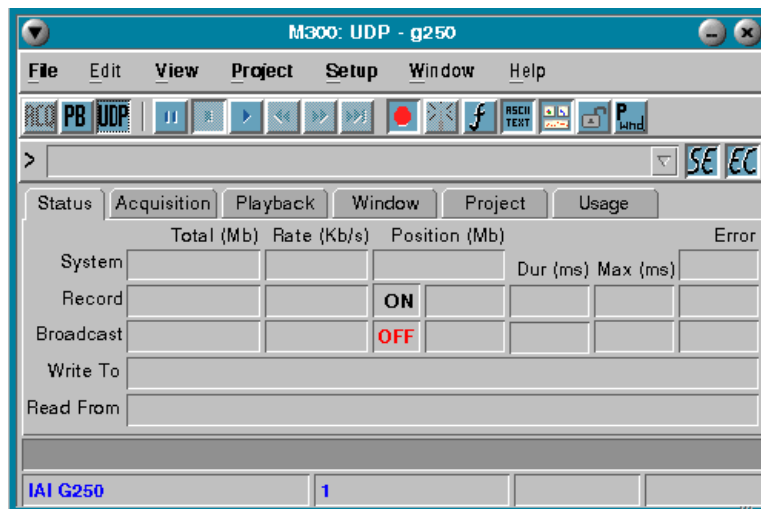 M300: UDP - g250
File Edit View Project Setup Window Help
ACQ PB UDP f ASCII TEXT P Wnd
> SE EC
Status Acquisition Playback Window Project Usage
Total (Mb) Rate (Kb/s) Position (Mb) Error
System Dur (ms) Max (ms)
Record ON
Broadcast OFF
Write To
Read From
IAI G250 1